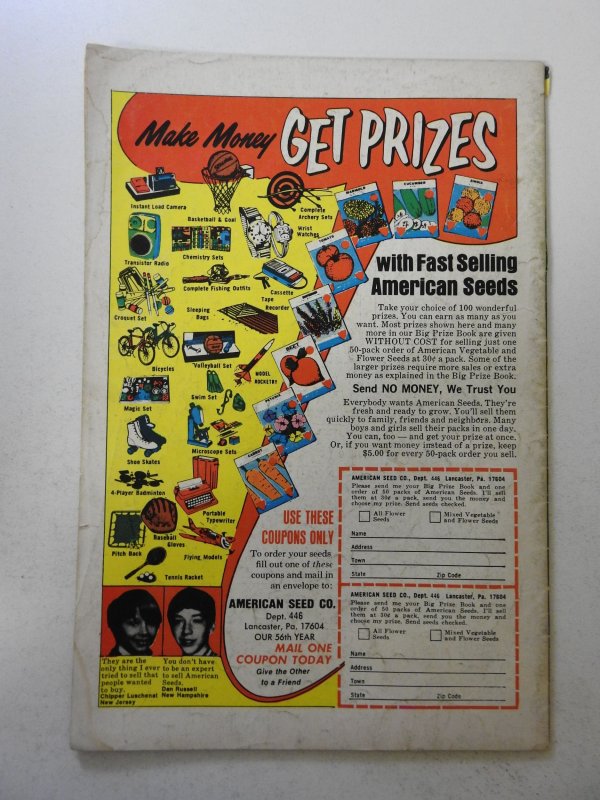 Make Money GET PRIZES
Instant Load Camera
Basketball & Goal
Complete
Archery Sets
Wrist
Watches
Transistor Radio
Chemistry Sets
Complete Fishing Outfits
Cassette
Tape
Recorder
Croquet Set
Sleeping
Bags
Bicycles
Volleyball Set
MODEL
ROCKETRY
Magic Set
Swim Set
Shoe Skates
Microscope Sets
4-Player Badminton
Portable
Typewriter
Pitch Back
Baseball
Gloves
Flying Models
Tennis Racket
MARIGOLD
CUCUMBER
ZINNIA
TOMATO
BEET
PETUNIA
CARROT
with Fast Selling
American Seeds
Take your choice of 100 wonderful
prizes. You can earn as many as you
want. Most prizes shown here and many
more in our Big Prize Book are given
WITHOUT COST for selling just one
50-pack order of American Vegetable and
Flower Seeds at 30¢ a pack. Some of the
larger prizes require more sales or extra
money as explained in the Big Prize Book.
Send NO MONEY, We Trust You
Everybody wants American Seeds. They're
fresh and ready to grow. You'll sell them
quickly to family, friends and neighbors. Many
boys and girls sell their packs in one day.
You can, too — and get your prize at once.
Or, if you want money instead of a prize, keep
$5.00 for every 50-pack order you sell.
USE THESE
COUPONS ONLY
To order your seeds
fill out one of these
coupons and mail in
an envelope to:
AMERICAN SEED CO.
Dept. 446
Lancaster, Pa. 17604
OUR 56th YEAR
MAIL ONE
COUPON TODAY
Give the Other
to a Friend
They are the
only thing I ever
tried to sell that
people wanted
to buy.
Chipper Luschenat
New Jersey
You don't have
to be an expert
to sell American
Seeds.
Dan Russell
New Hampshire
AMERICAN SEED CO., Dept. 446 Lancaster, Pa. 17604
Please send me your Big Prize Book and one
order of 50 packs of American Seeds. I'll sell
them at 30¢ a pack, send you the money and
choose my prize. Send seeds checked.
All Flower
Seeds
Mixed Vegetable
and Flower Seeds
Name
Address
Town
State Zip Code
AMERICAN SEED CO., Dept. 446 Lancaster, Pa. 17604
Please send me your Big Prize Book and one
order of 50 packs of American Seeds. I'll sell
them at 30¢ a pack, send you the money and
choose my prize. Send seeds checked.
All Flower
Seeds
Mixed Vegetable
and Flower Seeds
Name
Address
Town
State Zip Code